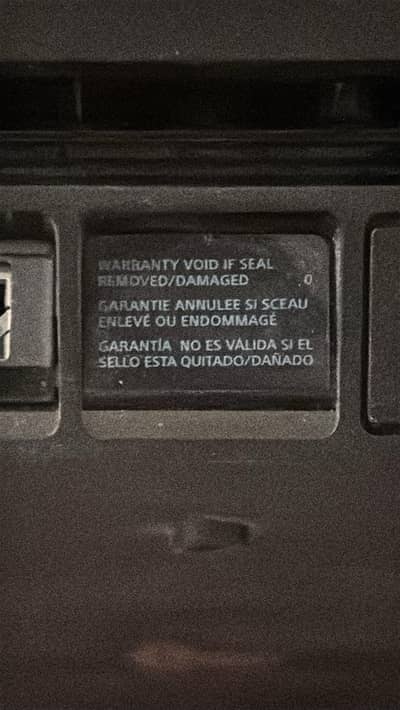 WARRANTY VOID IF SEAL
REMOVED/DAMAGED 0
GARANTIE ANNULEE SI SCEAU
ENLEVÉ OU ENDOMMAGÉ
GARANTÍA NO ES VÁLIDA SI EL
SELLO ESTA QUITADO/DAÑADO